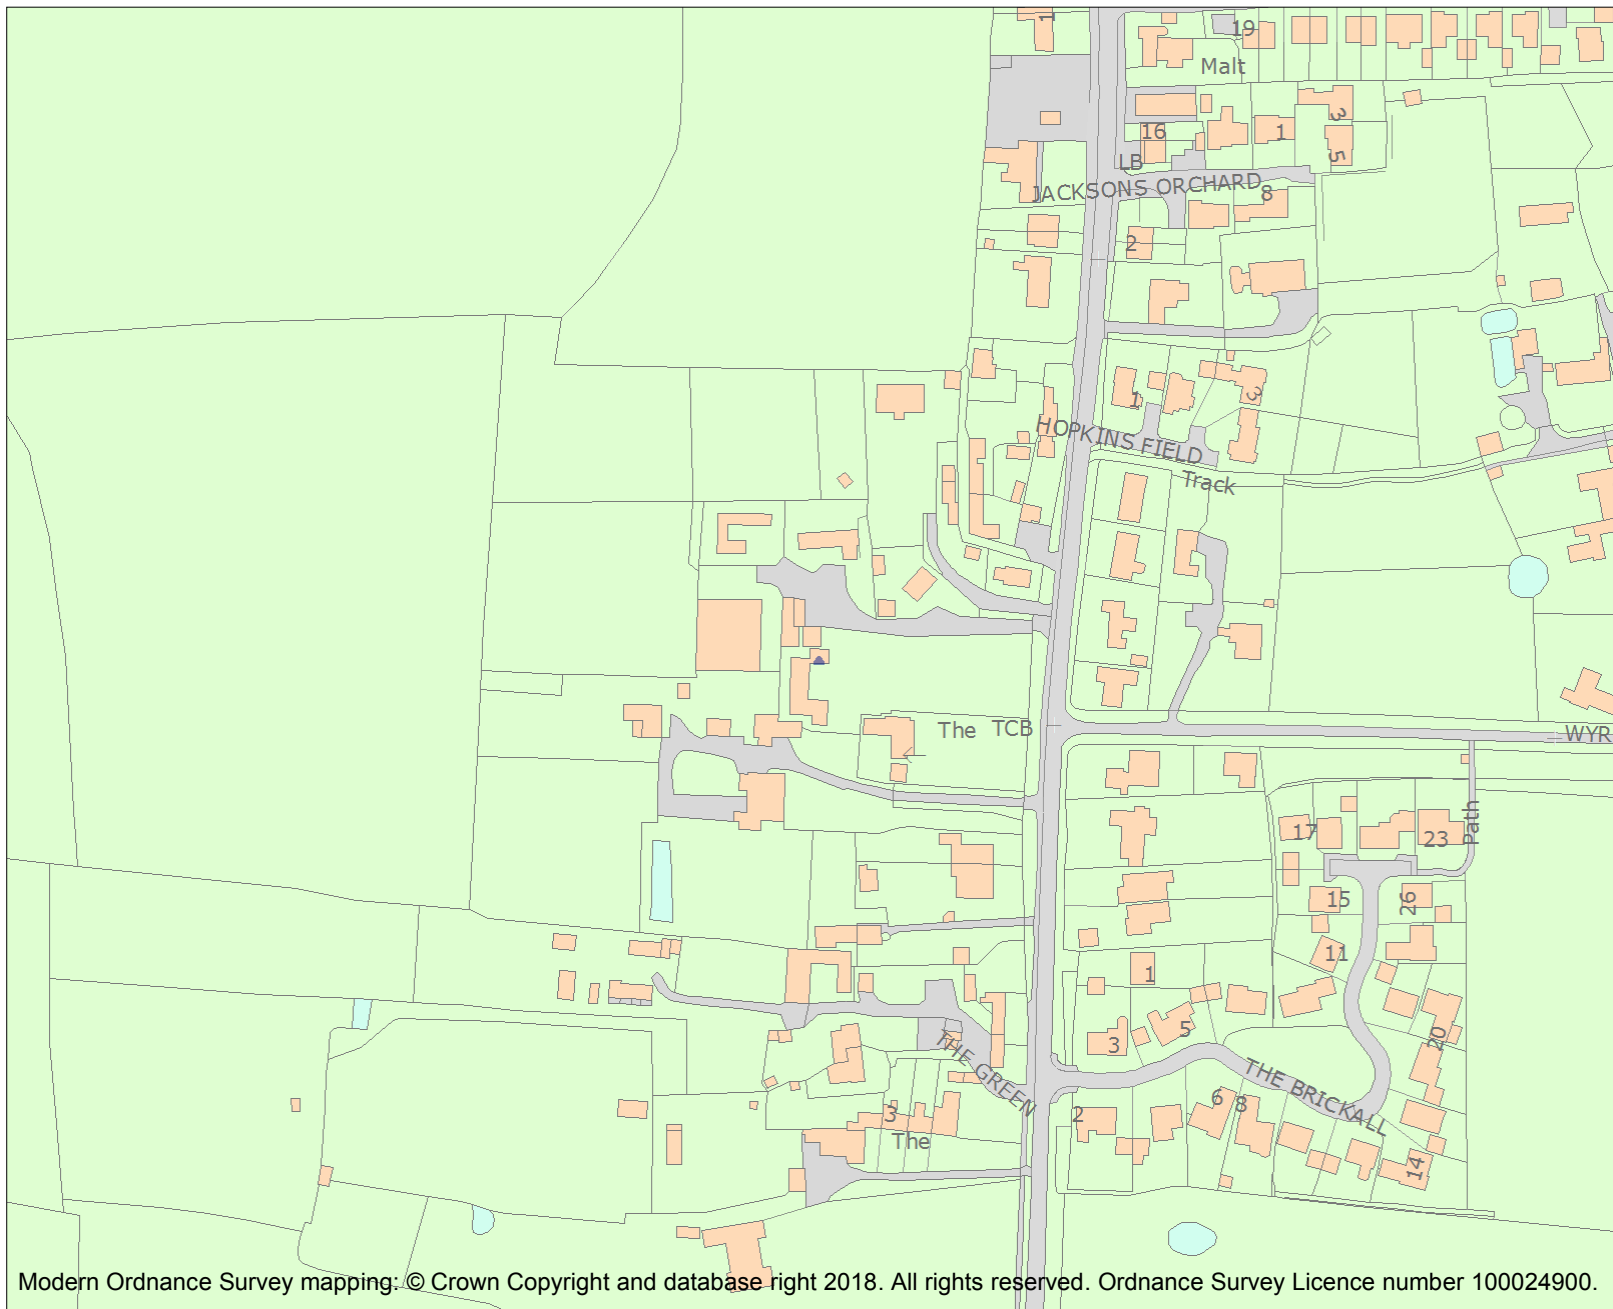 1
19
Malt
3
16
1
LB
5
JACKSONS ORCHARD
8
2
1
3
HOPKINS FIELD
Track
The TCB
WYR
17
23
Path
15
26
11
1
3
5
20
THE GREEN
THE BRICKALL
6
8
2
3
The
14
Modern Ordnance Survey mapping: © Crown Copyright and database right 2018. All rights reserved. Ordnance Survey Licence number 100024900.